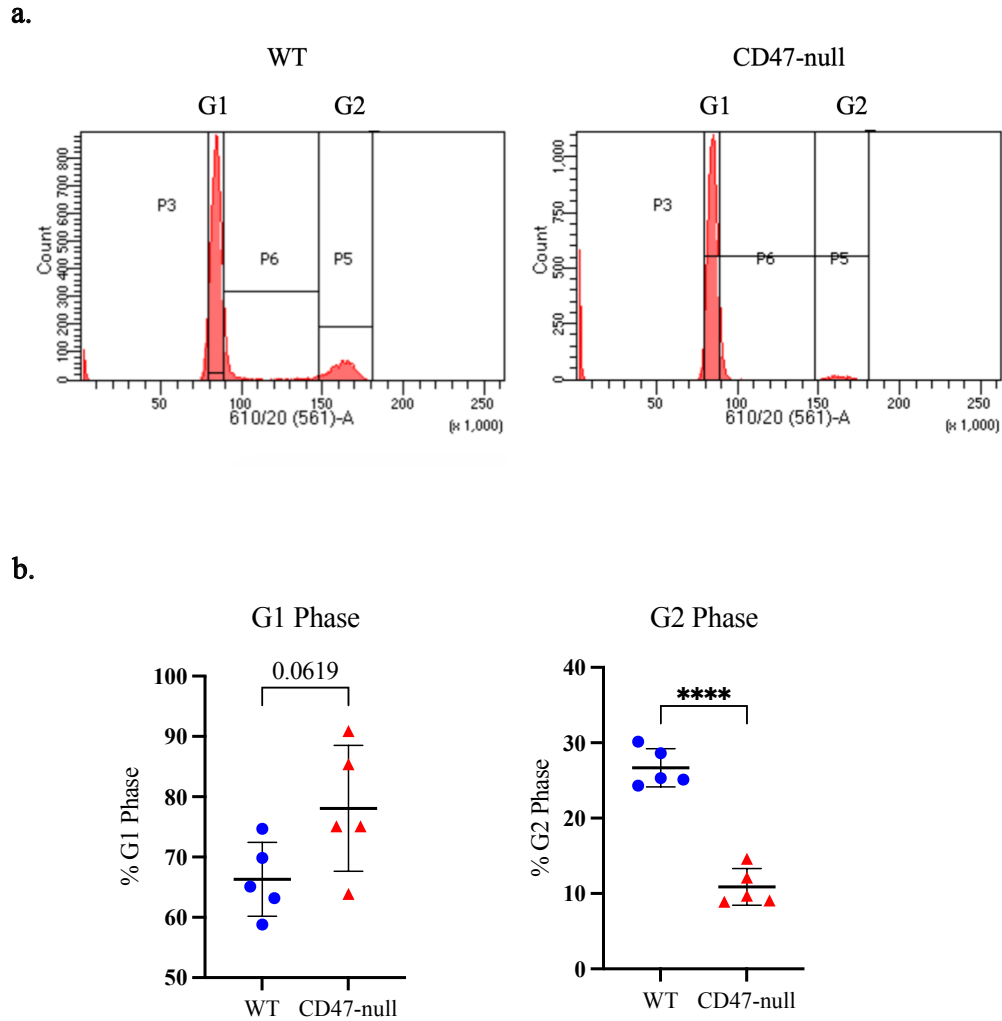 a.
WT CD47-null
G1 G2 G1 G2
P3 P6 P5
Count
0 100 200 300 400 500 600 700 800
50 100 150 200 250
610/20 (561)-A
(x 1,000)
P3 P6 P5
Count
0 250 500 750 1,000
50 100 150 200 250
610/20 (561)-A
(x 1,000)
b.
G1 Phase
0.0619
% G1 Phase
100
90
80
70
60
50
WT CD47-null
G2 Phase
****
% G2 Phase
40
30
20
10
0
WT CD47-null